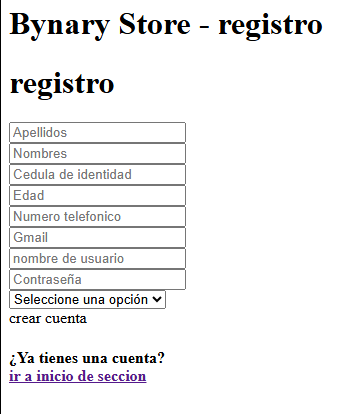 Bynary Store - registro
registro
Apellidos
Nombres
Cedula de identidad
Edad
Numero telefonico
Gmail
nombre de usuario
Contraseña
Seleccione una opción
crear cuenta
¿Ya tienes una cuenta?
ir a inicio de seccion